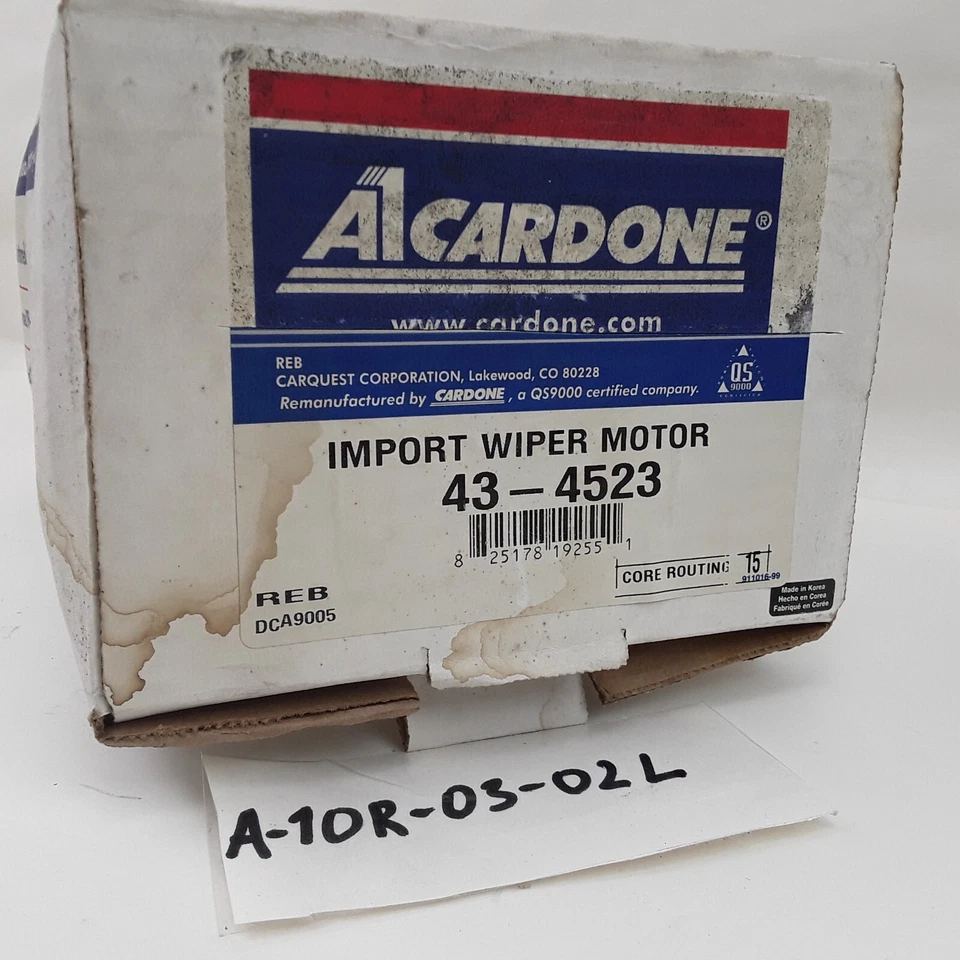 A1 CARDONE®
www.cardone.com
REB
CARQUEST CORPORATION, Lakewood, CO 80228
Remanufactured by CARDONE, a QS9000 certified company.
QS
9000
IMPORT WIPER MOTOR
43-4523
8 25178 19255 1
CORE ROUTING 15
911016-99
REB
DCA9005
Made in Korea
Hecho en Corea
Fabriqué en Corée
A-10R-03-02L